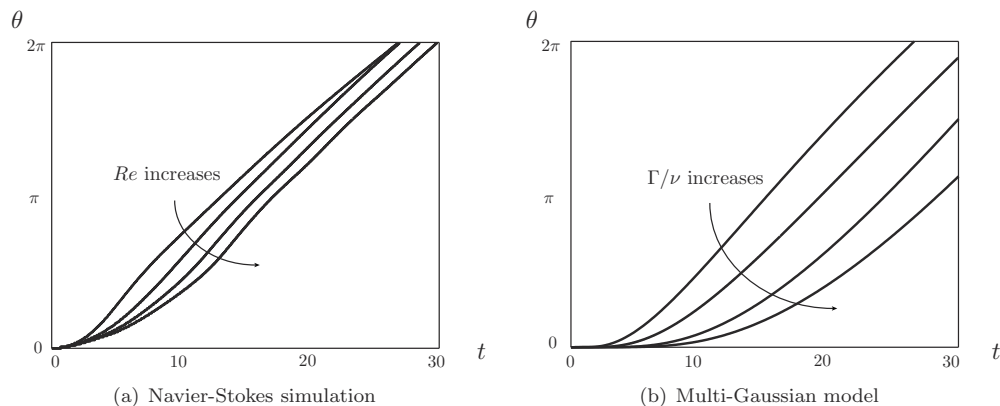 θ
2π
Re increases
π
0
10
20
30
t
(a) Navier-Stokes simulation
θ
2π
Γ/ν increases
π
0
0
10
20
30
t
(b) Multi-Gaussian model